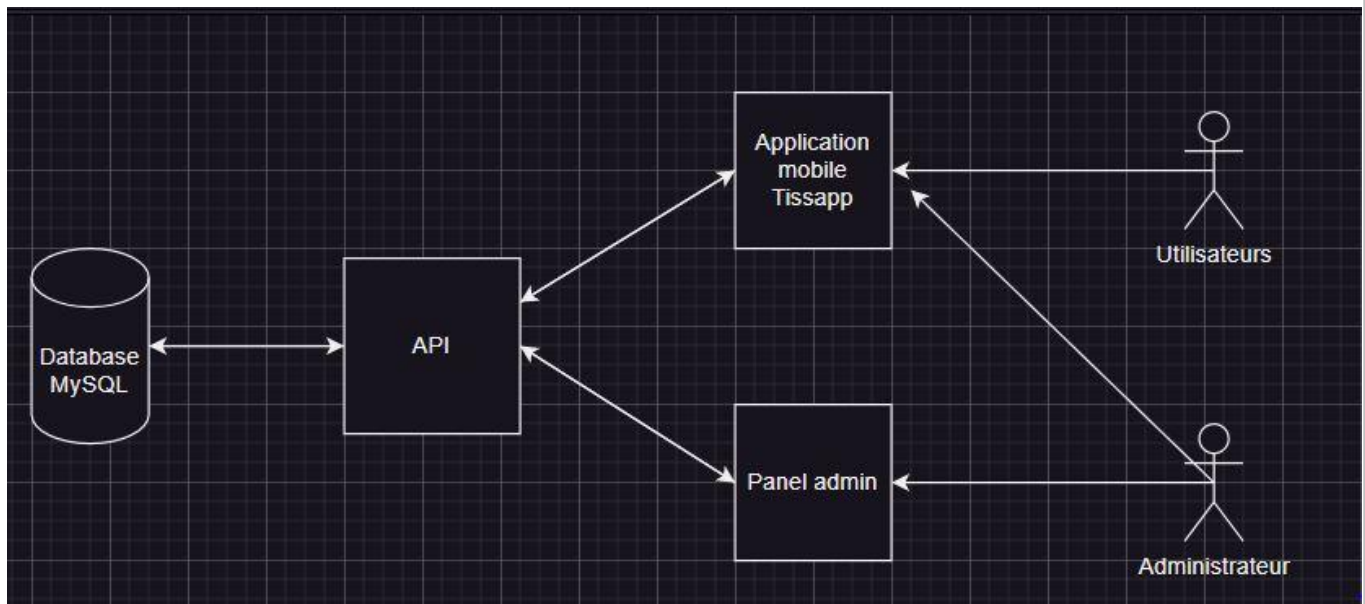 Database
MySQL
API
Application
mobile
Tissapp
Panel admin
Utilisateurs
Administrateur